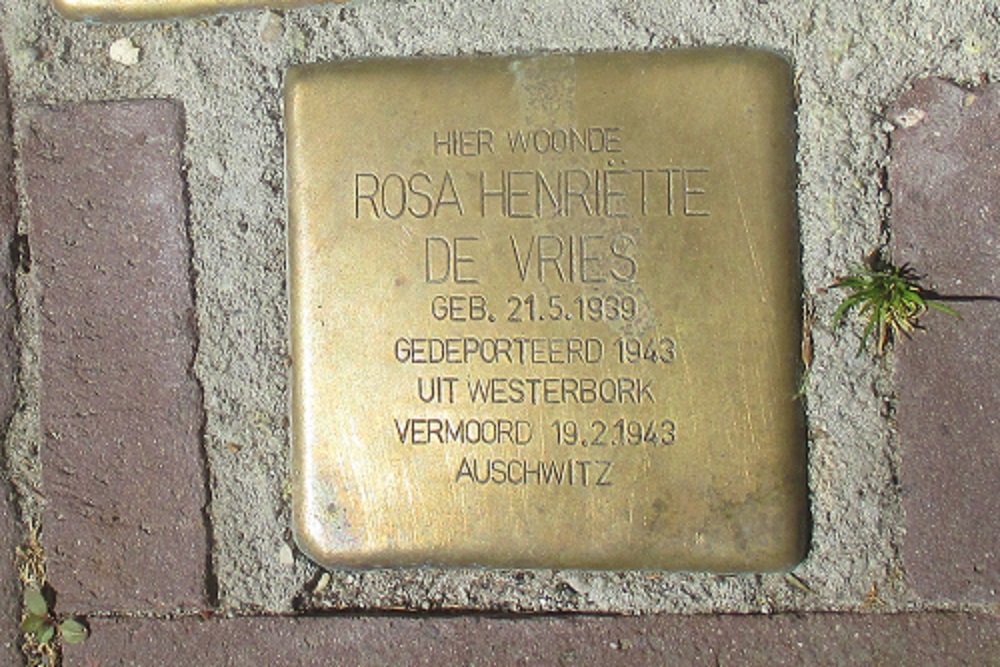 HIER WOONDE
ROSA HENRIËTTE
DE VRIES
GEB. 21.5.1939
GEDEPORTEERD 1943
UIT WESTERBORK
VERMOORD 19.2.1943
AUSCHWITZ